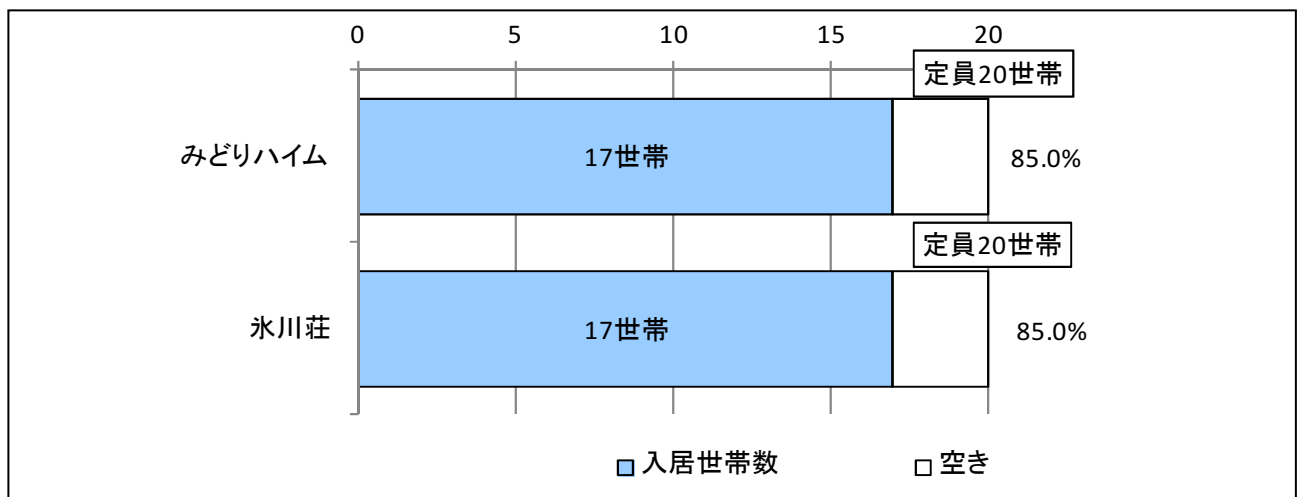 0 5 10 15 20
定員20世帯
みどりハイム 17世帯 85.0%
定員20世帯
氷川荘 17世帯 85.0%
入居世帯数 空き